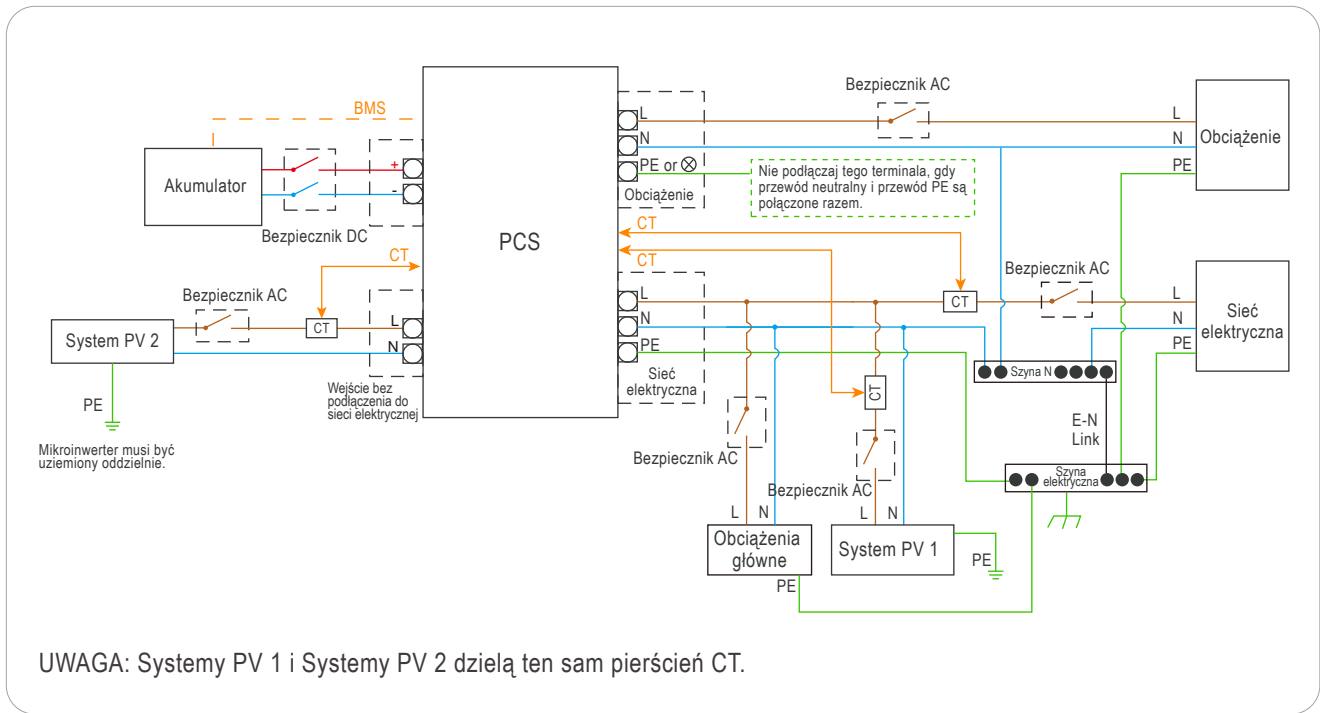 BMS
Akumulator
+
-
Bezpiecznik DC
CT
Bezpiecznik AC
System PV 2
CT
L
N
PE
Mikroinwerter musi być
uziemiony oddzielnie.
Wejście bez
podłączenia do
sieci elektrycznej
PCS
L
N
PE or ⊗
Obciążenie
Bezpiecznik AC
L
N
PE
Obciążenie
Nie podłączaj tego terminala, gdy
przewód neutralny i przewód PE są
połączone razem.
CT
CT
L
N
PE
Sieć
elektryczna
CT
Bezpiecznik AC
L
N
PE
Sieć
elektryczna
Szyna N
E-N
Link
Szyna
elektryczna
CT
Bezpiecznik AC
Bezpiecznik AC
L N
L N
Obciążenia
główne
PE
System PV 1
PE
UWAGA: Systemy PV 1 i Systemy PV 2 dzielą ten sam pierścień CT.